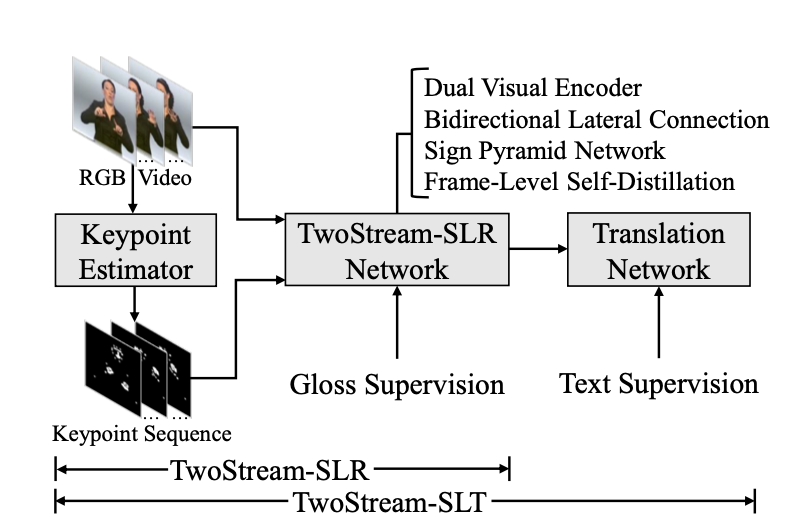 Dual Visual Encoder
Bidirectional Lateral Connection
Sign Pyramid Network
Frame-Level Self-Distillation
...
...
RGB Video
Keypoint
Estimator
TwoStream-SLR
Network
Translation
Network
Gloss Supervision
Text Supervision
...
...
Keypoint Sequence
TwoStream-SLR
TwoStream-SLT